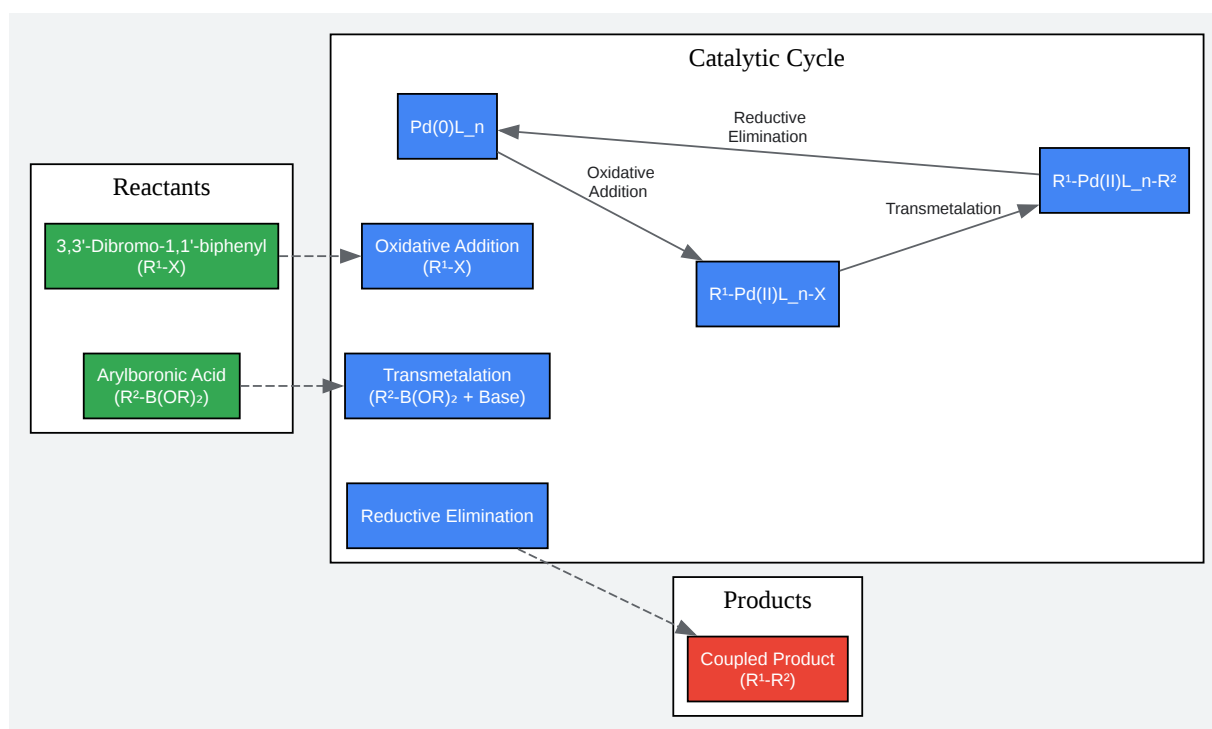 Catalytic Cycle
Pd(0)L_n
Reductive
Elimination
Oxidative
Addition
R¹-Pd(II)L_n-R²
Transmetalation
R¹-Pd(II)L_n-X
Reactants
3,3'-Dibromo-1,1'-biphenyl
(R¹-X)
Oxidative Addition
(R¹-X)
Arylboronic Acid
(R²-B(OR)₂)
Transmetalation
(R²-B(OR)₂ + Base)
Reductive Elimination
Products
Coupled Product
(R¹-R²)